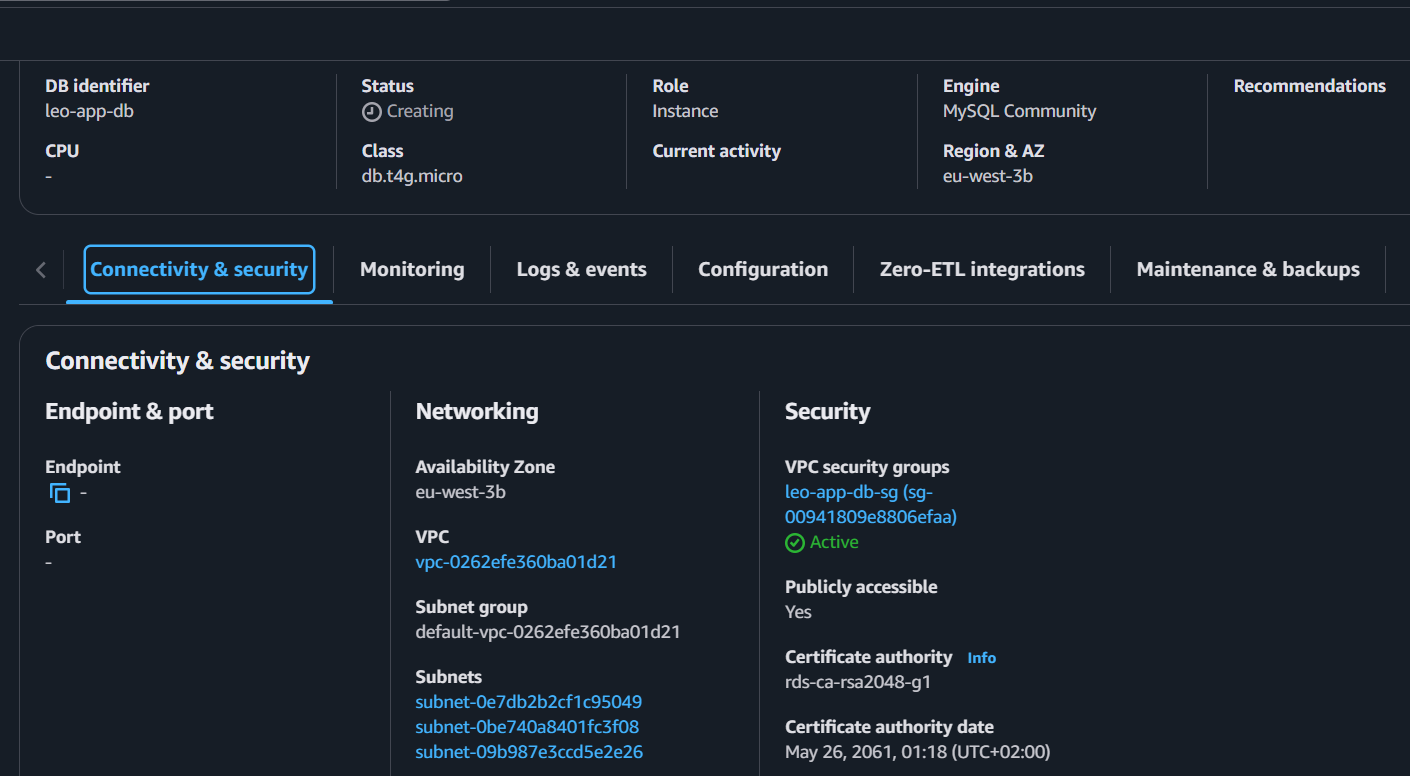 DB identifier
leo-app-db
CPU
-
Status
Creating
Class
db.t4g.micro
Role
Instance
Current activity
Engine
MySQL Community
Region & AZ
eu-west-3b
Recommendations
Connectivity & security
Monitoring
Logs & events
Configuration
Zero-ETL integrations
Maintenance & backups
Connectivity & security
Endpoint & port
Endpoint
-
Port
-
Networking
Availability Zone
eu-west-3b
VPC
vpc-0262efe360ba01d21
Subnet group
default-vpc-0262efe360ba01d21
Subnets
subnet-0e7db2b2cf1c95049
subnet-0be740a8401fc3f08
subnet-09b987e3ccd5e2e26
Security
VPC security groups
leo-app-db-sg (sg-
00941809e8806efaa)
Active
Publicly accessible
Yes
Certificate authority Info
rds-ca-rsa2048-g1
Certificate authority date
May 26, 2061, 01:18 (UTC+02:00)